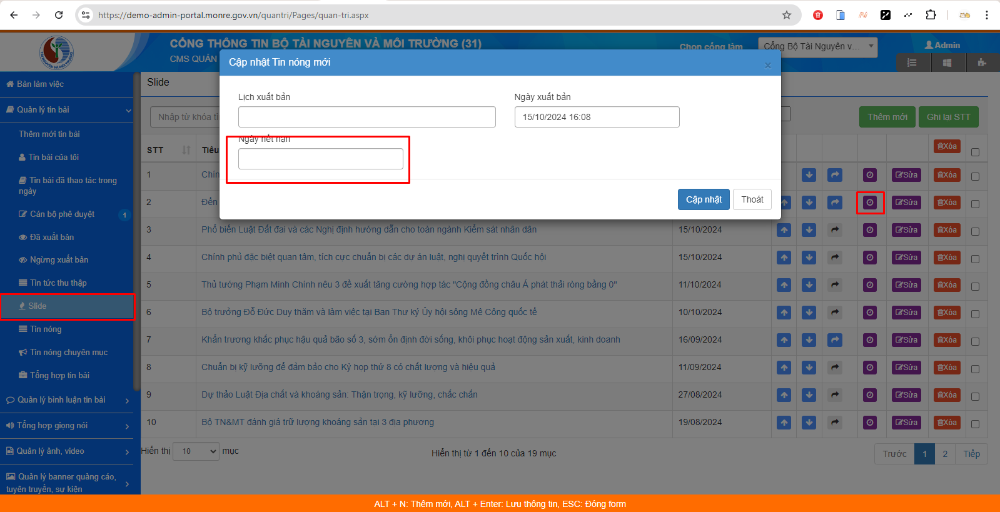 https://demo-admin-portal.monre.gov.vn/quantri/Pages/quan-tri.aspx
CỔNG THÔNG TIN BỘ TÀI NGUYÊN VÀ MÔI TRƯỜNG (31)
CMS QUẢN
Chọn cổng làm
Cổng Bộ Tài Nguyên v...
Admin
Bàn làm việc
Quản lý tin bài
Thêm mới tin bài
Tin bài của tôi
Tin bài đã thao tác trong
ngày
Cán bộ phê duyệt
1
Đã xuất bản
Ngừng xuất bản
Tin tức thu thập
Slide
Tin nóng
Tin nóng chuyên mục
Tổng hợp tin bài
Quản lý bình luận tin bài
Tổng hợp giọng nói
Quản lý ảnh, video
Quản lý banner quảng cáo,
tuyên truyền, sự kiện
Slide
Nhập từ khóa
Thêm mới
Ghi lại STT
Cập nhật Tin nóng mới
×
Lịch xuất bản
Ngày xuất bản
15/10/2024 16:08
Ngày hết hạn
Cập nhật
Thoát
STT
Tiêu
Xóa
1
Chín
Sửa
Xóa
2
Đến
Sửa
Xóa
3
Phổ biến Luật Đất đai và các Nghị định hướng dẫn cho toàn ngành Kiểm sát nhân dân
15/10/2024
Sửa
Xóa
4
Chính phủ đặc biệt quan tâm, tích cực chuẩn bị các dự án luật, nghị quyết trình Quốc hội
15/10/2024
Sửa
Xóa
5
Thủ tướng Phạm Minh Chính nêu 3 đề xuất tăng cường hợp tác "Cộng đồng châu Á phát thải ròng bằng 0"
11/10/2024
Sửa
Xóa
6
Bộ trưởng Đỗ Đức Duy thăm và làm việc tại Ban Thư ký Ủy hội sông Mê Công quốc tế
10/10/2024
Sửa
Xóa
7
Khẩn trương khắc phục hậu quả bão số 3, sớm ổn định đời sống, khôi phục hoạt động sản xuất, kinh doanh
16/09/2024
Sửa
Xóa
8
Chuẩn bị kỹ lưỡng để đảm bảo cho Kỳ họp thứ 8 có chất lượng và hiệu quả
11/09/2024
Sửa
Xóa
9
Dự thảo Luật Địa chất và khoáng sản: Thận trọng, kỹ lưỡng, chắc chắn
27/08/2024
Sửa
Xóa
10
Bộ TN&MT đánh giá trữ lượng khoáng sản tại 3 địa phương
19/08/2024
Sửa
Xóa
Hiển thị 10 mục
Hiển thị từ 1 đến 10 của 19 mục
Trước
1
2
Tiếp
ALT + N: Thêm mới, ALT + Enter: Lưu thông tin, ESC: Đóng form